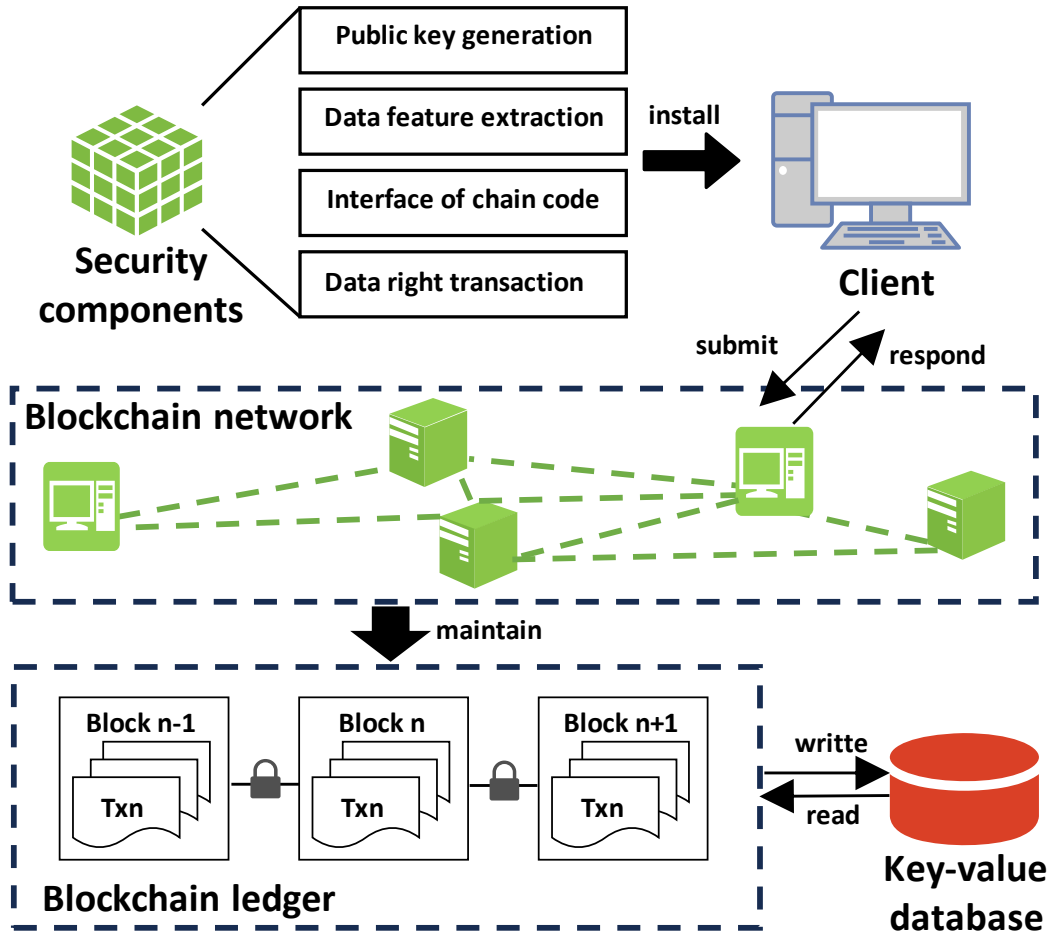 Public key generation
Data feature extraction
Interface of chain code
Data right transaction
Security
components
install
Client
submit
respond
Blockchain network
maintain
Block n-1
Txn
Block n
Txn
Block n+1
Txn
Blockchain ledger
writte
read
Key-value
database